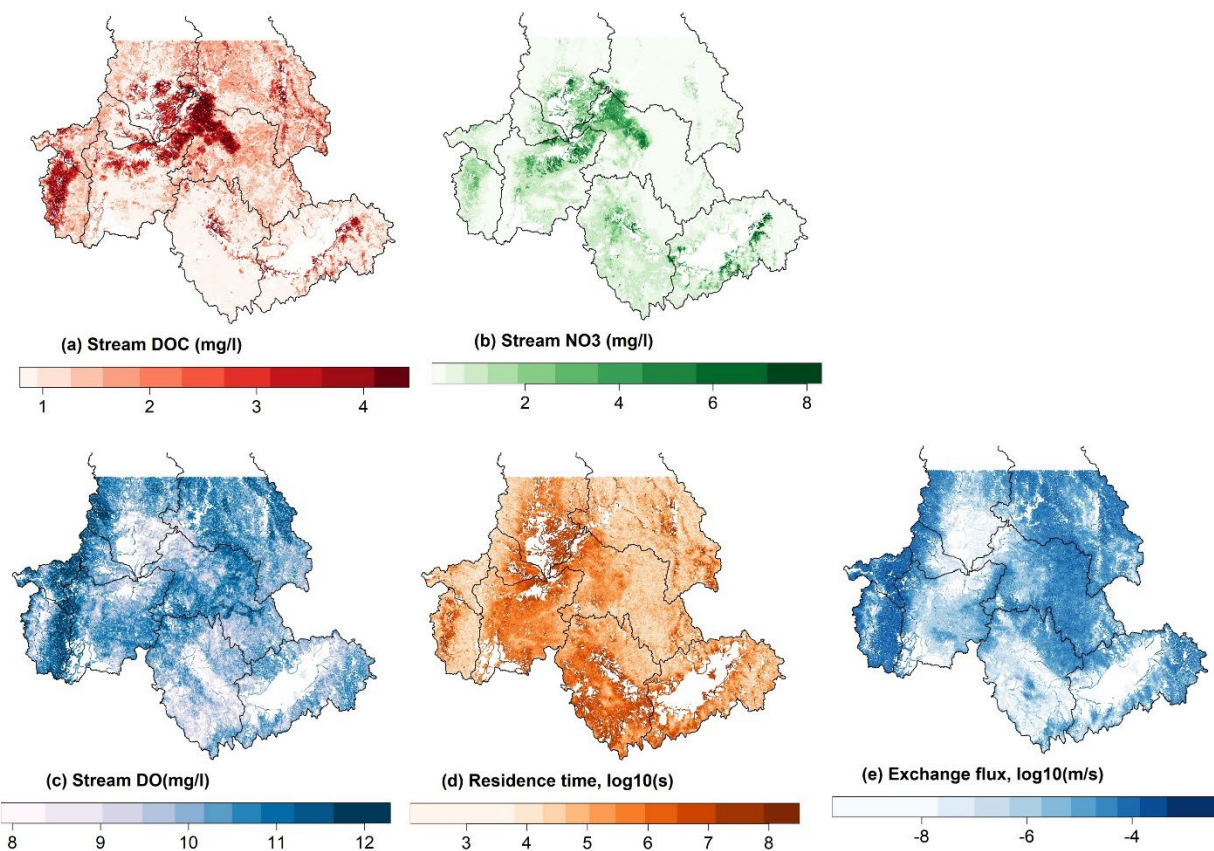 (a) Stream DOC (mg/l)
1 2 3 4
(b) Stream NO3 (mg/l)
2 4 6 8
(c) Stream DO(mg/l)
8 9 10 11 12
(d) Residence time, log10(s)
3 4 5 6 7 8
(e) Exchange flux, log10(m/s)
-8 -6 -4